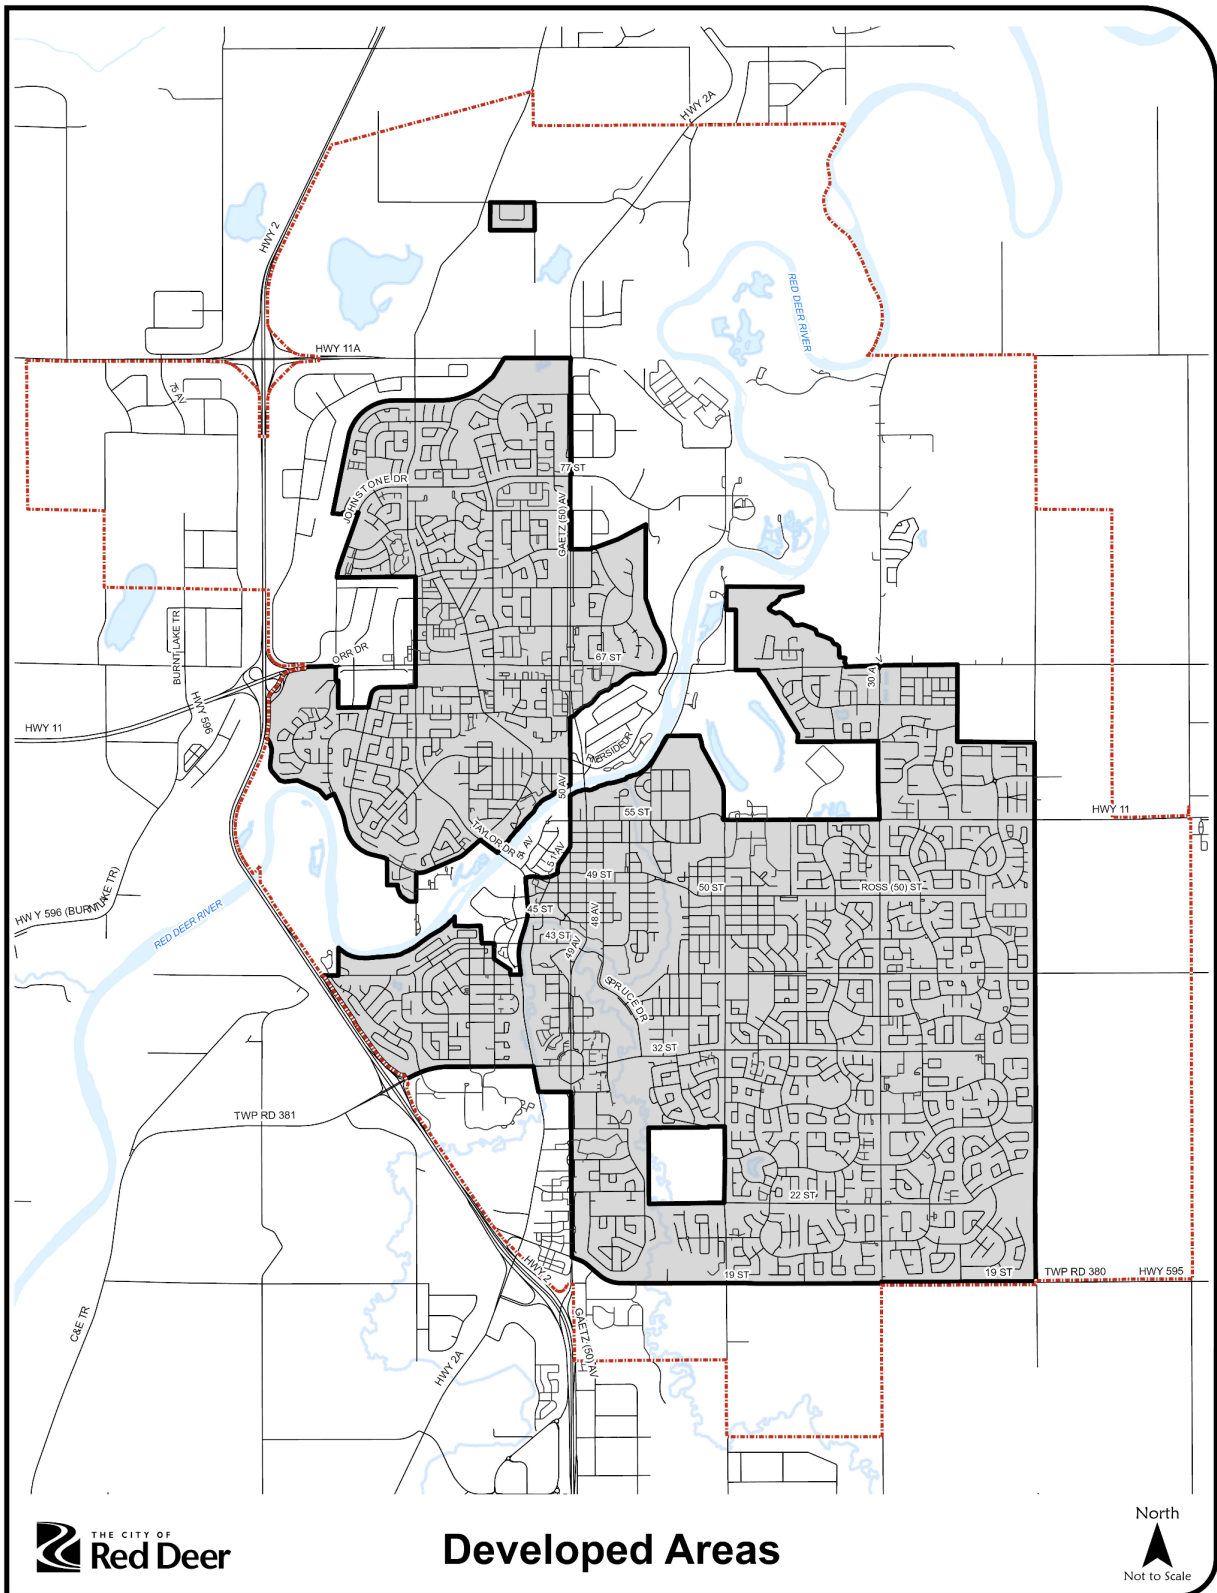 HWY 2A
HWY 2
RED DEER RIVER
HWY 11A
75 AV
77 ST
JOHNSTONE DR
GAETZ (50) AV
BURNT LAKE TR
ORR DR
67 ST
30 AV
HWY 596
HWY 11
RIVERSIDE DR
50 AV
55 ST
HWY 11
TAYLOR DR
51 AV
49 ST
50 ST
ROSS (50) ST
HWY 596 (BURNT LAKE TR)
RED DEER RIVER
45 ST
48 AV
43 ST
49 AV
SPRUCE DR
32 ST
TWP RD 381
22 ST
HWY 2
19 ST
19 ST
TWP RD 380
HWY 595
C&E TR
GAETZ (50) AV
HWY 2A
THE CITY OF
Red Deer
Developed Areas
North
Not to Scale